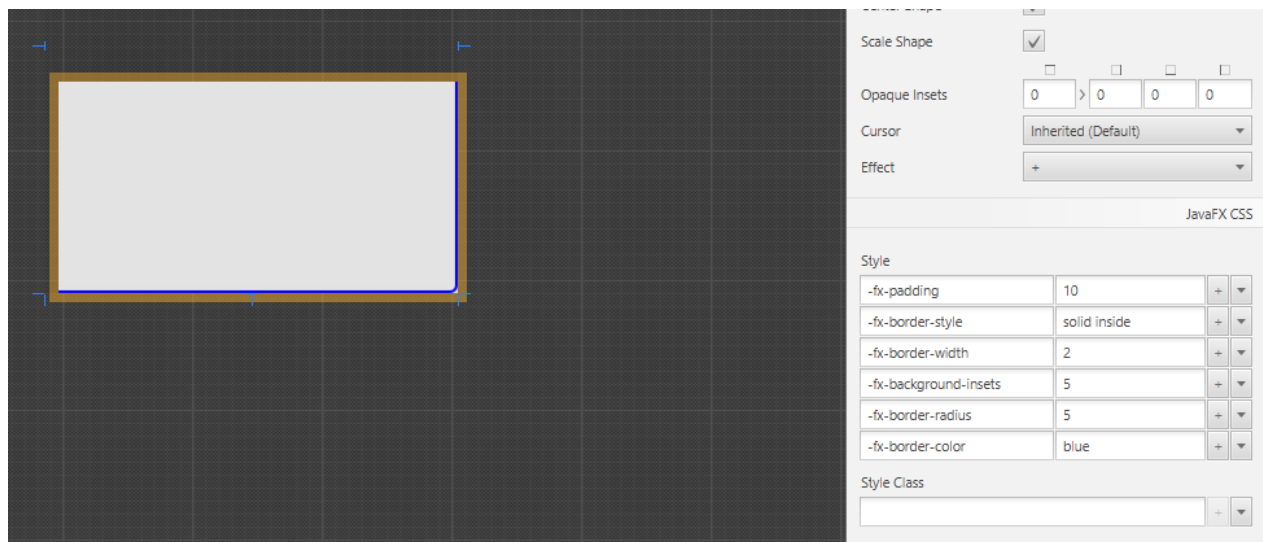 Scale Shape
Opaque Insets 0 > 0 0 0
Cursor Inherited (Default)
Effect +
JavaFX CSS
Style
-fx-padding 10 +
-fx-border-style solid inside +
-fx-border-width 2 +
-fx-background-insets 5 +
-fx-border-radius 5 +
-fx-border-color blue +
Style Class
+